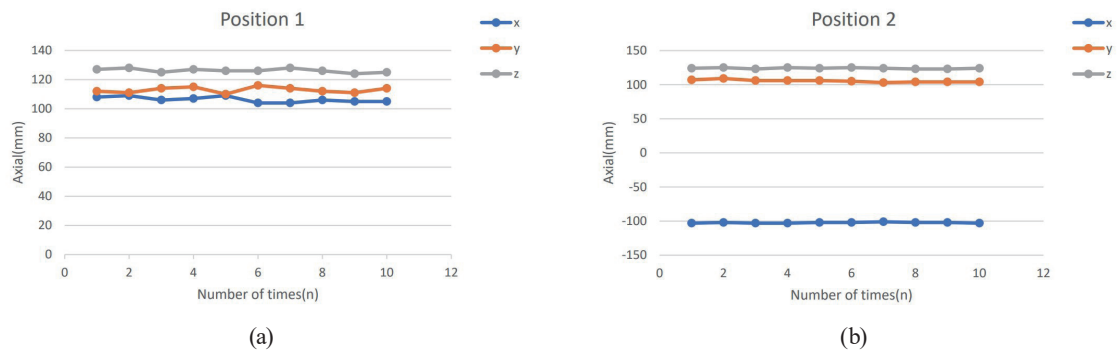 Position 1
x
y
z
140
120
100
80
60
40
20
0
Axial(mm)
0 2 4 6 8 10 12
Number of times(n)
(a)
Position 2
x
y
z
150
100
50
0
-50
-100
-150
Axial(mm)
0 2 4 6 8 10 12
Number of times(n)
(b)